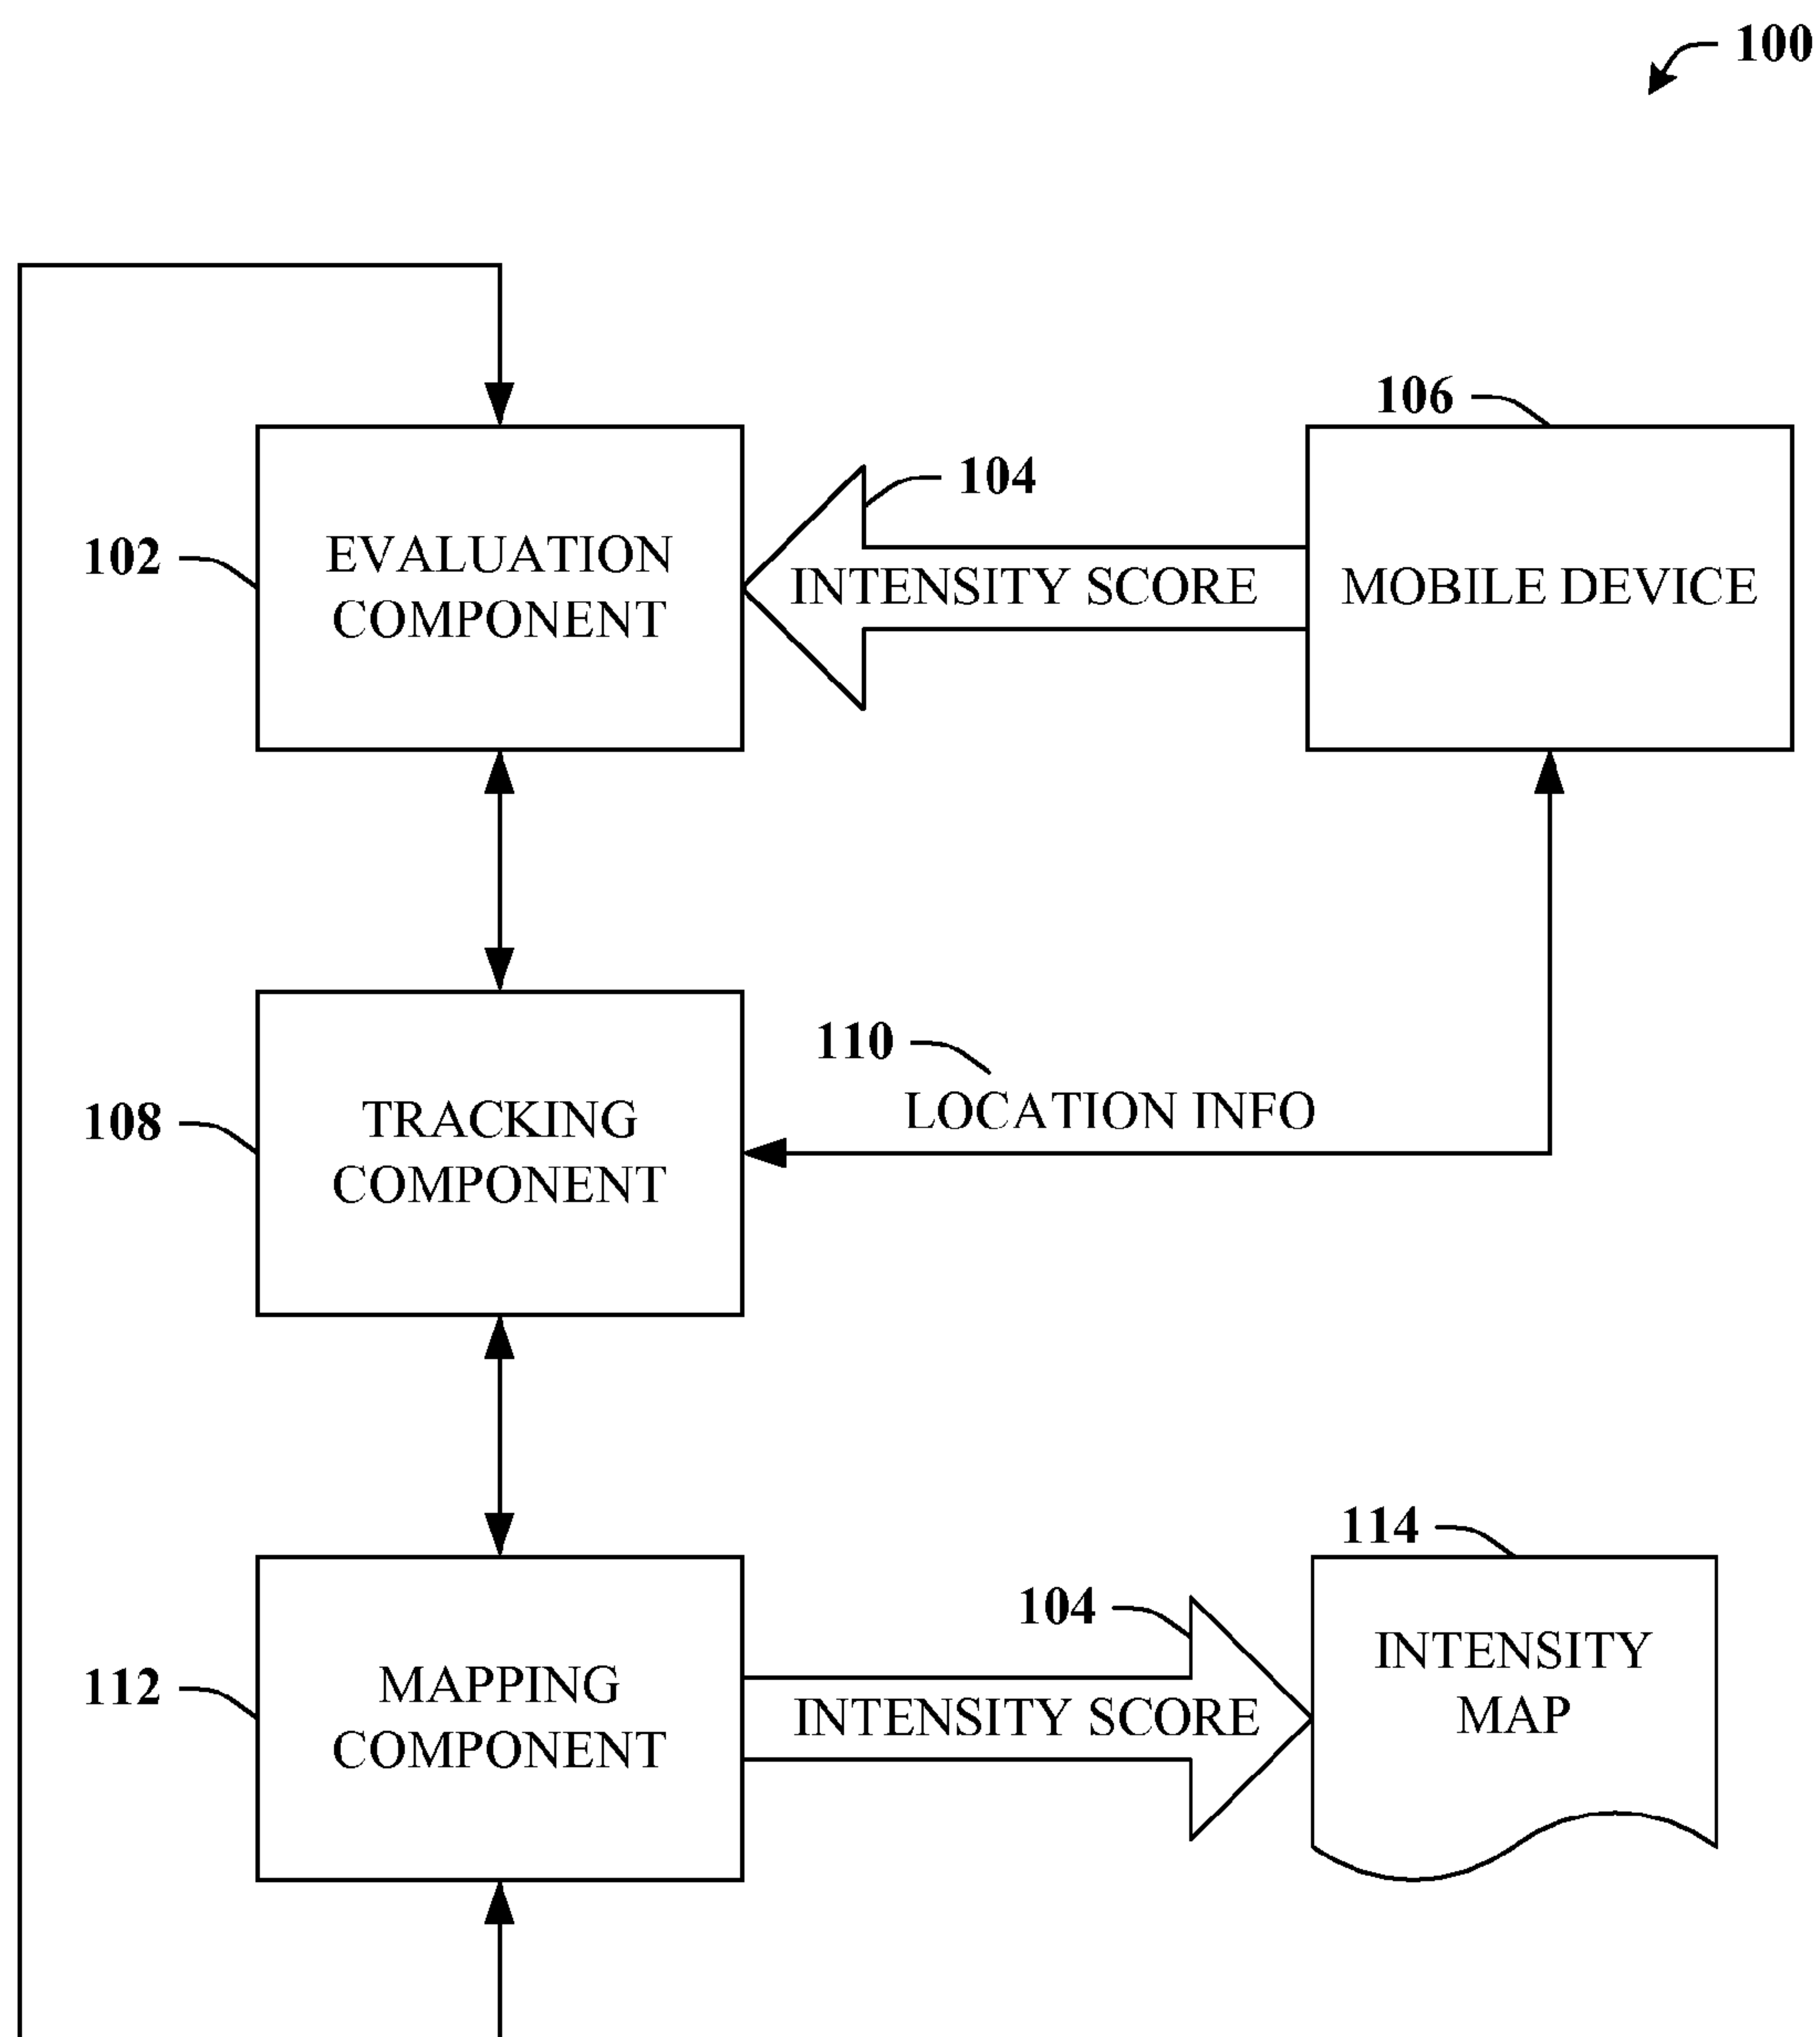 100
106
104
102
EVALUATION
COMPONENT
INTENSITY SCORE
MOBILE DEVICE
110
108
TRACKING
COMPONENT
LOCATION INFO
114
104
112
MAPPING
COMPONENT
INTENSITY SCORE
INTENSITY
MAP